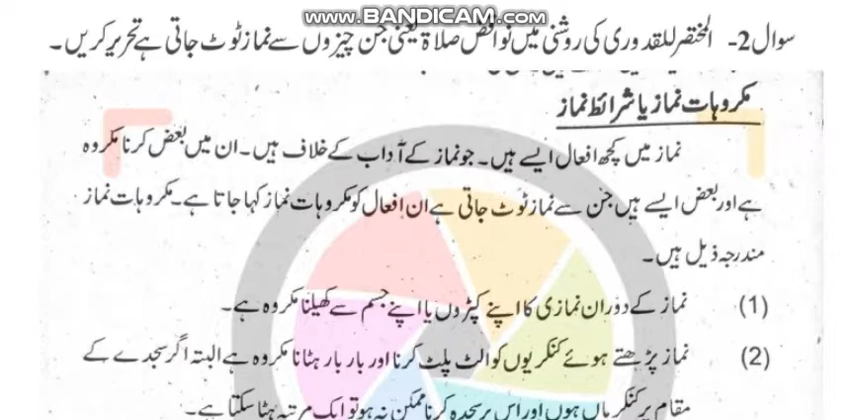 www.BANDICAM.com
سوال 2- المختصر للقدوری کی روشنی میں نواقض صلاۃ یعنی جن چیزوں سے نماز ٹوٹ جاتی ہے تحریر کریں۔
مکروہات نماز یا شرائط نماز
نماز میں کچھ افعال ایسے ہیں۔ جو نماز کے آداب کے خلاف ہیں۔ ان میں بعض کرنا مکروہ
ہے اور بعض ایسے ہیں جن سے نماز ٹوٹ جاتی ہے ان افعال کو مکروہات نماز کہا جاتا ہے۔ مکروہات نماز
مندرجہ ذیل ہیں۔
(1) نماز کے دوران نمازی کا اپنے کپڑوں یا اپنے جسم سے کھیلنا مکروہ ہے۔
(2) نماز پڑھتے ہوئے کنکریوں کو الٹ پلٹ کرنا اور بار بار ہٹانا مکروہ ہے البتہ اگر سجدے کے
مقام پر کنکریاں ہوں اور اس پر سجدہ کرنا ممکن نہ ہو تو ایک مرتبہ ہٹا سکتا ہے۔